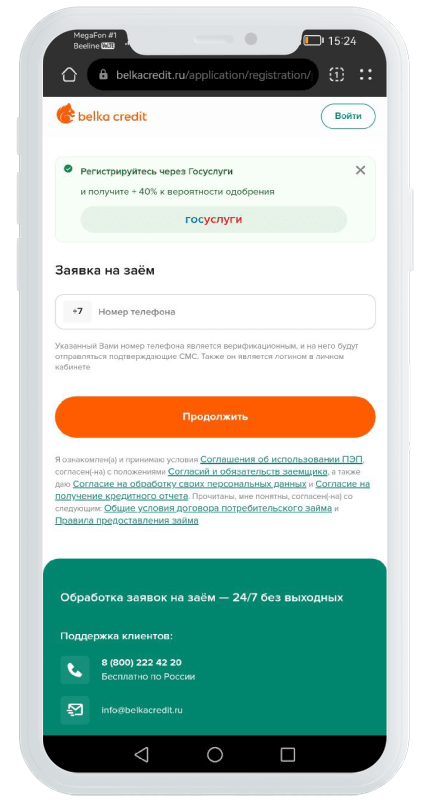 MegaFon #1
Beeline
15:24
belkacredit.ru/application/registration/
1
belka credit
Войти
Регистрируйтесь через Госуслуги
и получите + 40% к вероятности одобрения
госуслуги
Заявка на заём
+7 Номер телефона
Указанный Вами номер телефона является верификационным, и на него будут
отправляться подтверждающие СМС. Также он является логином в личном
кабинете
Продолжить
Я ознакомлен(а) и принимаю условия Соглашения об использовании ПЭП,
согласен(-на) с положениями Согласий и обязательств заемщика, а также
даю Согласие на обработку своих персональных данных и Согласие на
получение кредитного отчета. Прочитаны, мне понятны, согласен(-на) со
следующим: Общие условия договора потребительского займа и
Правила предоставления займа
Обработка заявок на заём — 24/7 без выходных
Поддержка клиентов:
8 (800) 222 42 20
Бесплатно по России
info@belkacredit.ru